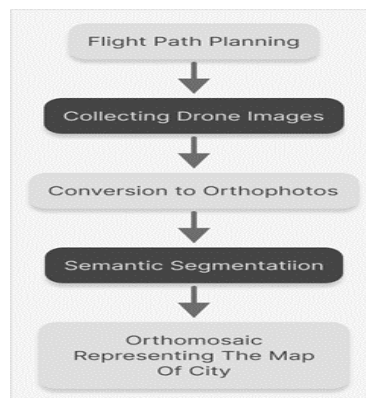 Flight Path Planning
Collecting Drone Images
Conversion to Orthophotos
Semantic Segmentatiion
Orthomosaic
Representing The Map
Of City